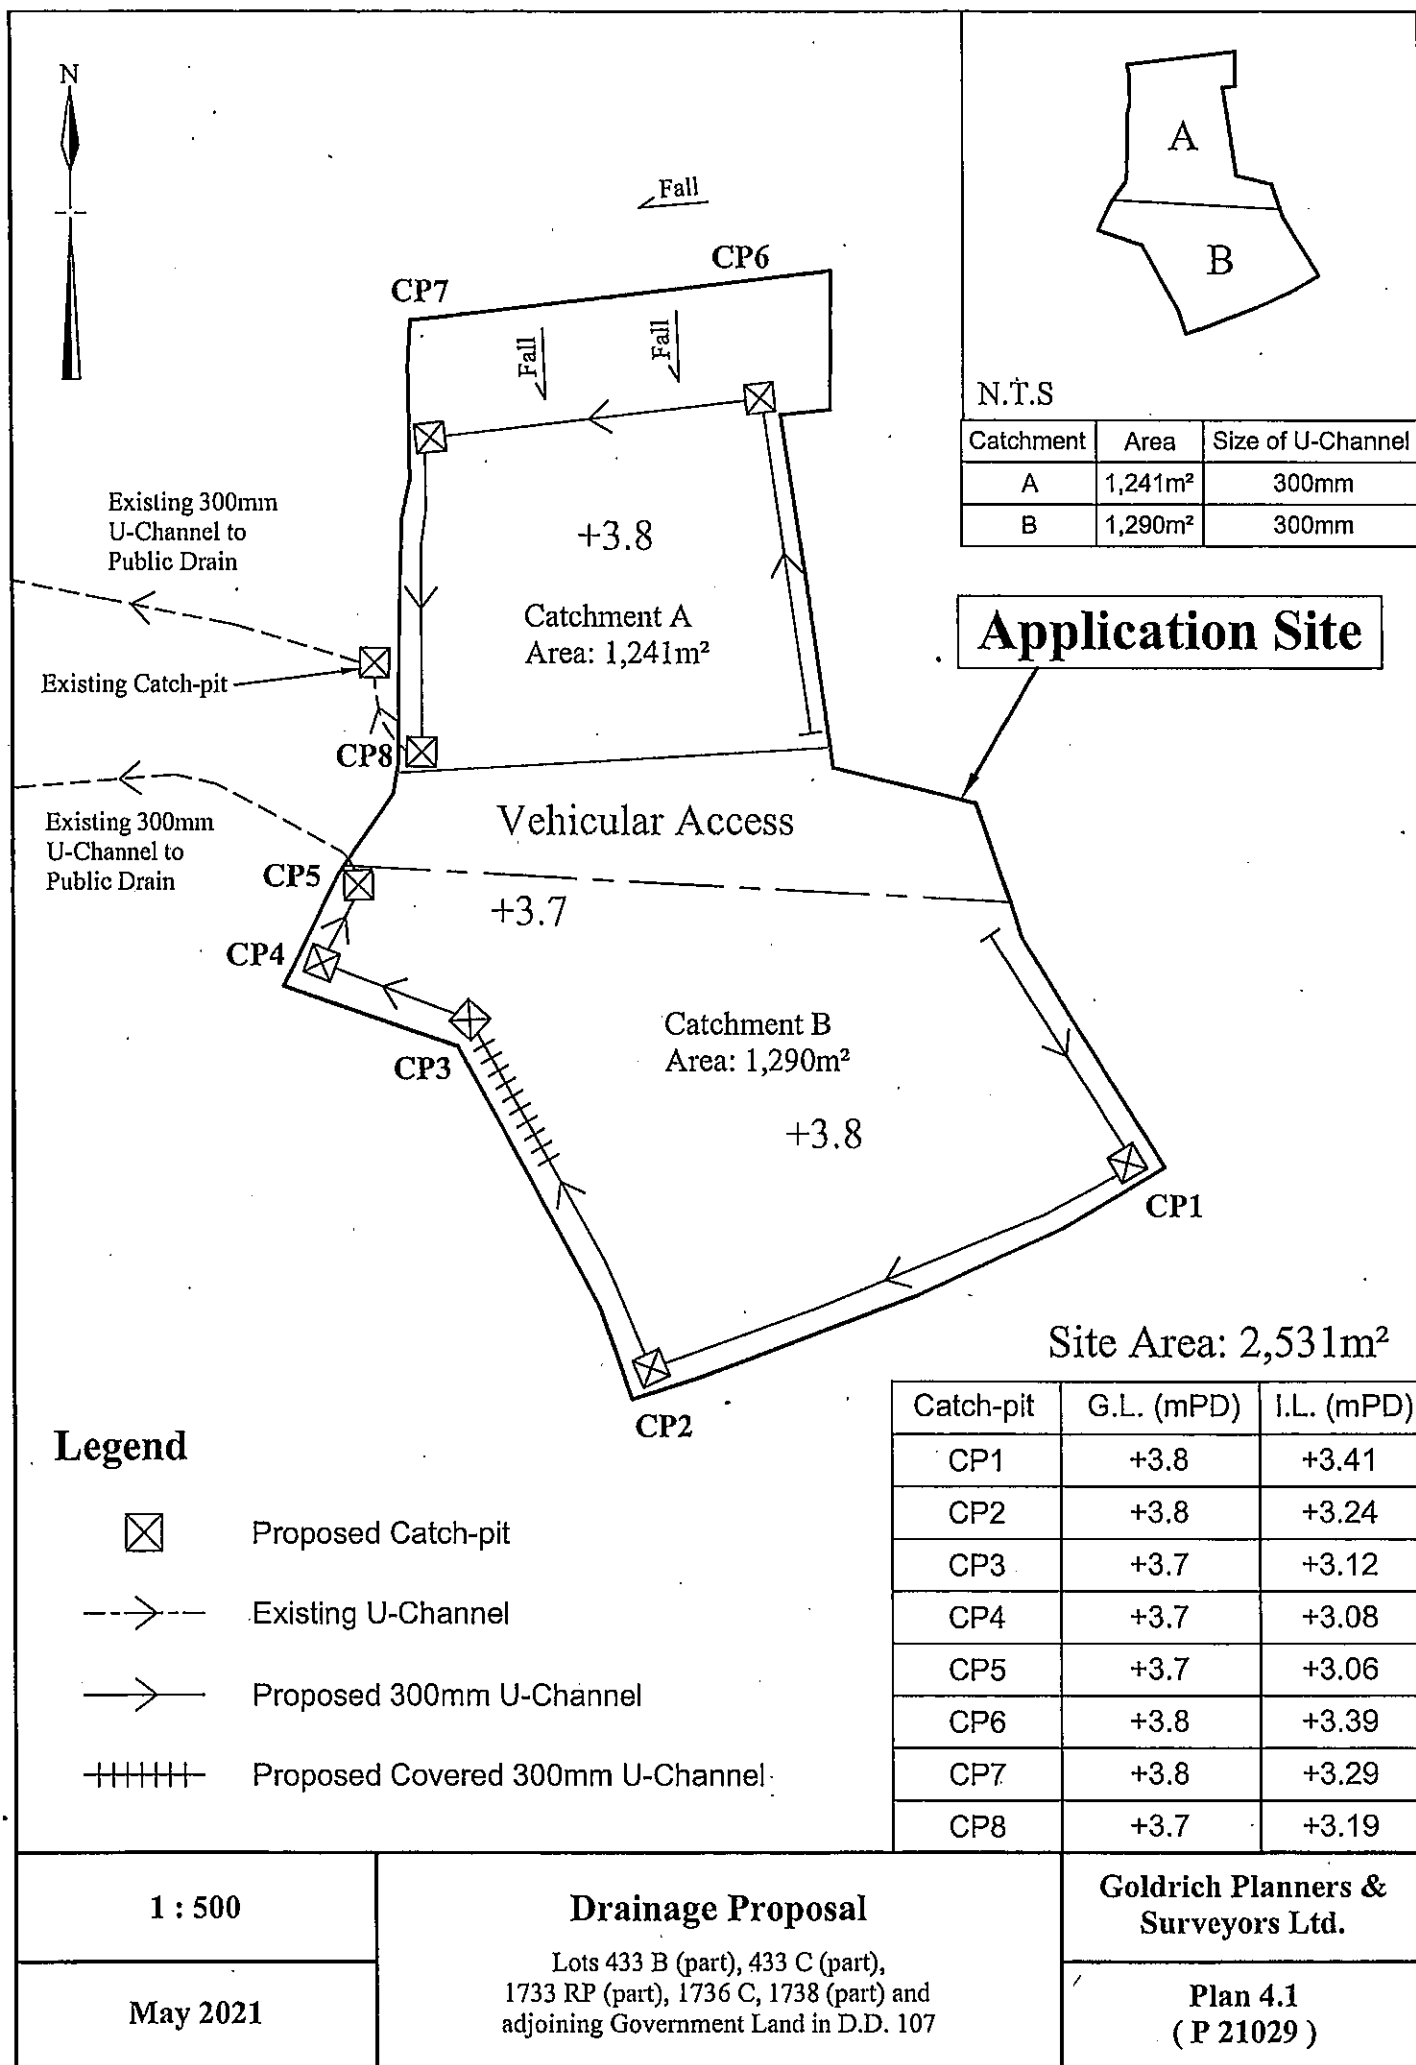 N
Fall
CP6
CP7
Fall
Fall
A
B
N.T.S
Catchment Area Size of U-Channel
A 1,241m² 300mm
B 1,290m² 300mm
Existing 300mm
U-Channel to
Public Drain
+3.8
Catchment A
Area: 1,241m²
Application Site
Existing Catch-pit
CP8
Vehicular Access
Existing 300mm
U-Channel to
Public Drain
CP5
+3.7
CP4
Catchment B
Area: 1,290m²
CP3
+3.8
CP1
CP2
Site Area: 2,531m²
Catch-pit G.L. (mPD) I.L. (mPD)
CP1 +3.8 +3.41
CP2 +3.8 +3.24
CP3 +3.7 +3.12
CP4 +3.7 +3.08
CP5 +3.7 +3.06
CP6 +3.8 +3.39
CP7 +3.8 +3.29
CP8 +3.7 +3.19
Legend
Proposed Catch-pit
Existing U-Channel
Proposed 300mm U-Channel
Proposed Covered 300mm U-Channel
1 : 500
May 2021
Drainage Proposal
Lots 433 B (part), 433 C (part),
1733 RP (part), 1736 C, 1738 (part) and
adjoining Government Land in D.D. 107
Goldrich Planners &
Surveyors Ltd.
Plan 4.1
( P 21029 )